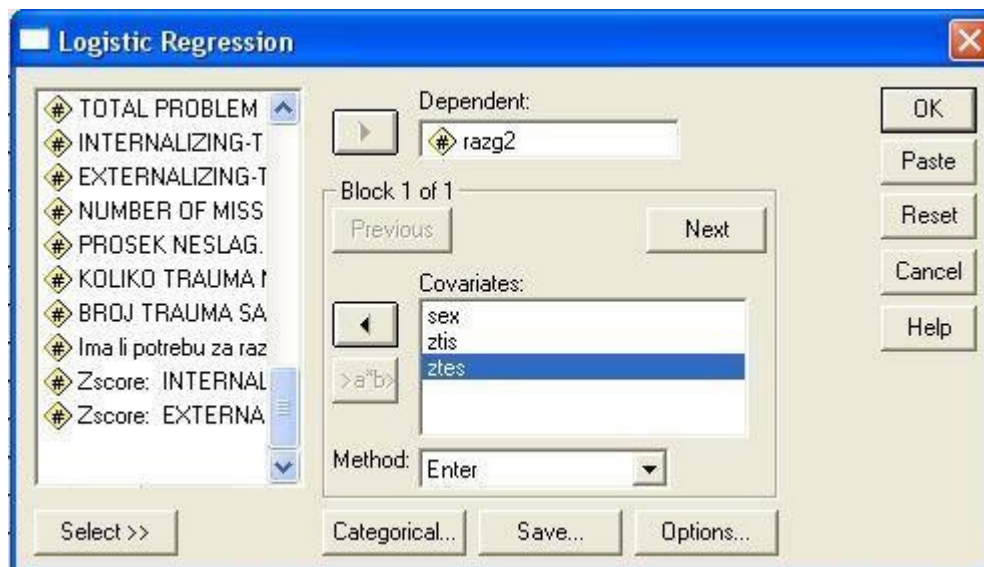 Logistic Regression
TOTAL PROBLEM
INTERNALIZING-T
EXTERNALIZING-T
NUMBER OF MISS
PROSEK NESLAG.
KOLIKO TRAUMA
BROJ TRAUMA SA
Ima li potrebu za raz
Zscore: INTERNAL
Zscore: EXTERNA
Select >>
Dependent:
razg2
Block 1 of 1
Previous
Next
Covariates:
sex
ztis
ztes
>a*b>
Method:
Enter
Categorical...
Save...
Options...
OK
Paste
Reset
Cancel
Help